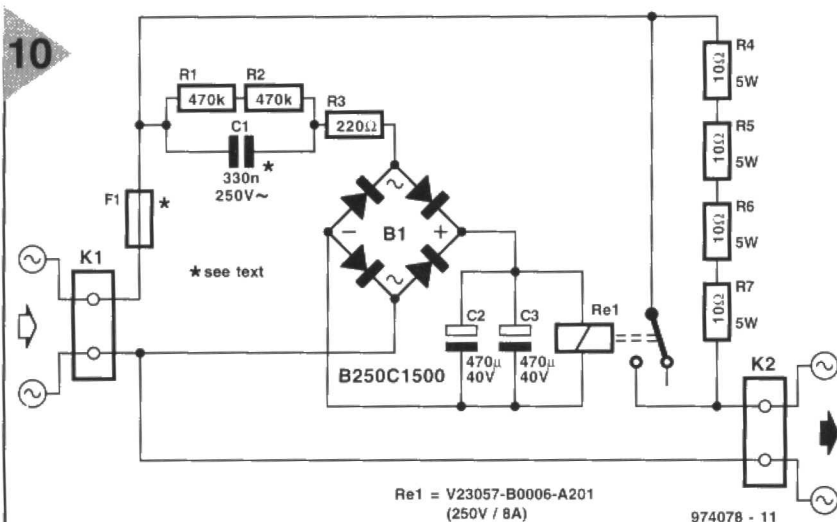 10
R1 R2
470k 470k
R3
220Ω
C1
*
330n
250V~
F1
*
K1
* see text
~
B1
− +
~
B250C1500
C2
470µ
40V
C3
470µ
40V
Re1
R4
10Ω
5W
R5
10Ω
5W
R6
10Ω
5W
R7
10Ω
5W
K2
Re1 = V23057-B0006-A201
(250V / 8A)
974078 - 11